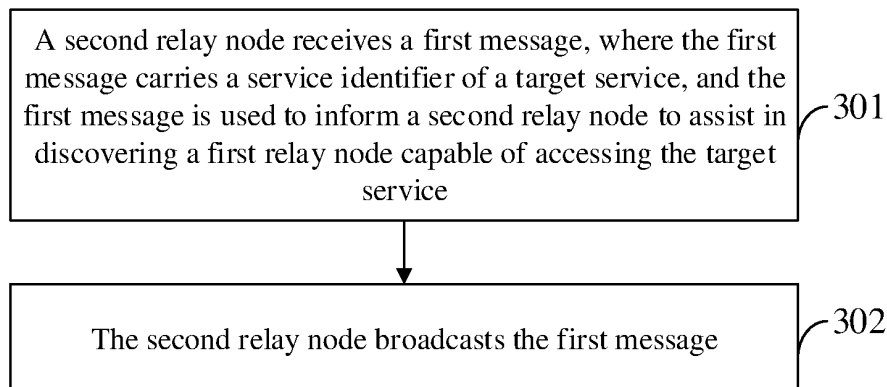 A second relay node receives a first message, where the first
message carries a service identifier of a target service, and the
first message is used to inform a second relay node to assist in
discovering a first relay node capable of accessing the target
service
301
The second relay node broadcasts the first message
302